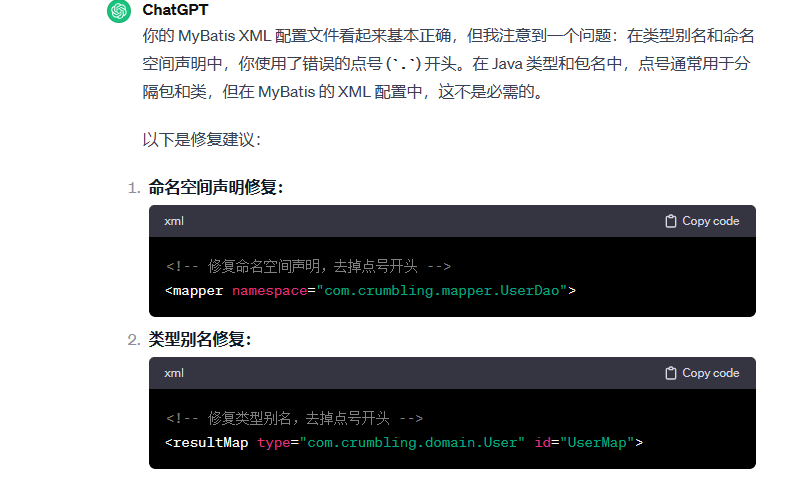 ChatGPT
你的 MyBatis XML 配置文件看起来基本正确，但我注意到一个问题：在类型别名和命名
空间声明中，你使用了错误的点号 (`.`) 开头。在 Java 类型和包名中，点号通常用于分
隔包和类，但在 MyBatis 的 XML 配置中，这不是必需的。
以下是修复建议：
1. 命名空间声明修复：
xml Copy code
<!-- 修复命名空间声明，去掉点号开头 -->
<mapper namespace="com.crumbling.mapper.UserDao">
2. 类型别名修复：
xml Copy code
<!-- 修复类型别名，去掉点号开头 -->
<resultMap type="com.crumbling.domain.User" id="UserMap">